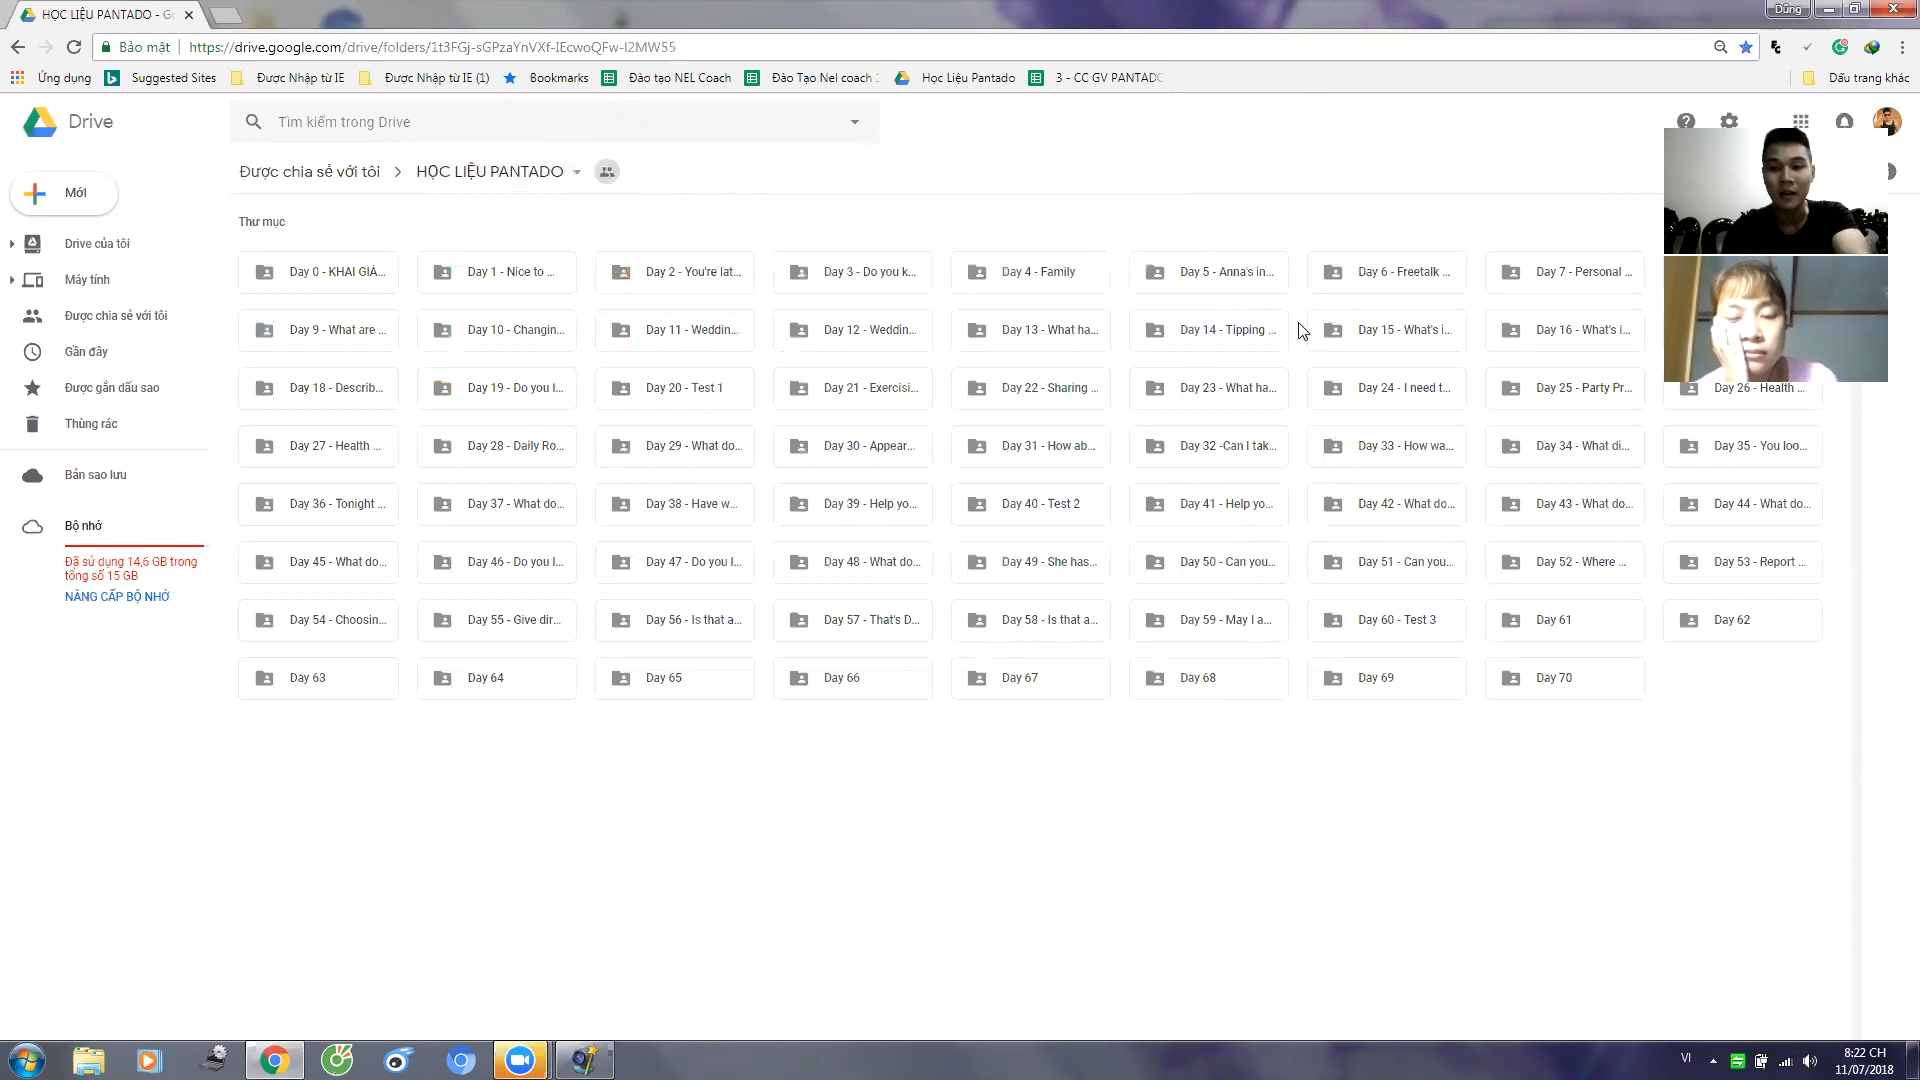 HỌC LIỆU PANTADO - Go
Dũng
Bảo mật
https://drive.google.com/drive/folders/1t3FGj-sGPzaYnVXf-IEcwoQFw-I2MW55
Ứng dụng
Suggested Sites
Được Nhập từ IE
Được Nhập từ IE (1)
Bookmarks
Đào tạo NEL Coach
Đào Tạo Nel coach
Học Liệu Pantado
3 - CC GV PANTADO
Dấu trang khác
Drive
Tìm kiếm trong Drive
Được chia sẻ với tôi > HỌC LIỆU PANTADO
Mới
Drive của tôi
Máy tính
Được chia sẻ với tôi
Gần đây
Được gắn dấu sao
Thùng rác
Bản sao lưu
Bộ nhớ
Đã sử dụng 14,6 GB trong
tổng số 15 GB
NÂNG CẤP BỘ NHỚ
Thư mục
Day 0 - KHAI GIẢ...
Day 1 - Nice to ...
Day 2 - You're lat...
Day 3 - Do you k...
Day 4 - Family
Day 5 - Anna's in...
Day 6 - Freetalk ...
Day 7 - Personal ...
Day 9 - What are ...
Day 10 - Changin...
Day 11 - Weddin...
Day 12 - Weddin...
Day 13 - What ha...
Day 14 - Tipping ...
Day 15 - What's i...
Day 16 - What's i...
Day 18 - Describ...
Day 19 - Do you l...
Day 20 - Test 1
Day 21 - Exercisi...
Day 22 - Sharing ...
Day 23 - What ha...
Day 24 - I need t...
Day 25 - Party Pr...
Day 26 - Health ...
Day 27 - Health ...
Day 28 - Daily Ro...
Day 29 - What do...
Day 30 - Appear...
Day 31 - How ab...
Day 32 -Can I tak...
Day 33 - How wa...
Day 34 - What di...
Day 35 - You loo...
Day 36 - Tonight ...
Day 37 - What do...
Day 38 - Have w...
Day 39 - Help yo...
Day 40 - Test 2
Day 41 - Help yo...
Day 42 - What do...
Day 43 - What do...
Day 44 - What do...
Day 45 - What do...
Day 46 - Do you l...
Day 47 - Do you l...
Day 48 - What do...
Day 49 - She has...
Day 50 - Can you...
Day 51 - Can you...
Day 52 - Where ...
Day 53 - Report ...
Day 54 - Choosin...
Day 55 - Give dir...
Day 56 - Is that a...
Day 57 - That's D...
Day 58 - Is that a...
Day 59 - May I a...
Day 60 - Test 3
Day 61
Day 62
Day 63
Day 64
Day 65
Day 66
Day 67
Day 68
Day 69
Day 70
VI
8:22 CH
11/07/2018